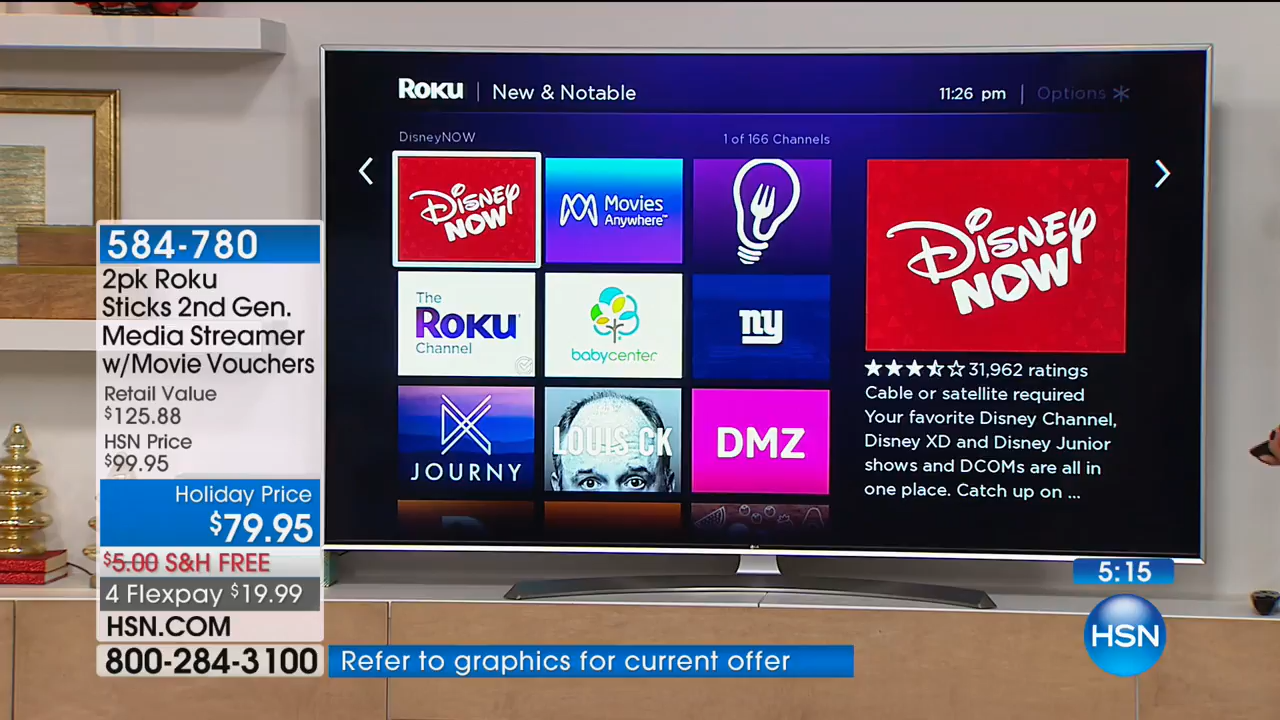 584-780
2pk Roku
Sticks 2nd Gen.
Media Streamer
w/Movie Vouchers
Retail Value
$125.88
HSN Price
$99.95
Holiday Price
$79.95
$5.00 S&H FREE
4 Flexpay $19.99
HSN.COM
800-284-3100
Refer to graphics for current offer
ROKU | New & Notable
11:26 pm | Options
DisneyNOW
1 of 166 Channels
DISNEY NOW
Movies
Anywhere™
The
ROKU
Channel
babycenter
ny
JOURNY
LOUIS CK
DMZ
DISNEY
NOW
31,962 ratings
Cable or satellite required
Your favorite Disney Channel,
Disney XD and Disney Junior
shows and DCOMs are all in
one place. Catch up on ...
LG
5:15
HSN